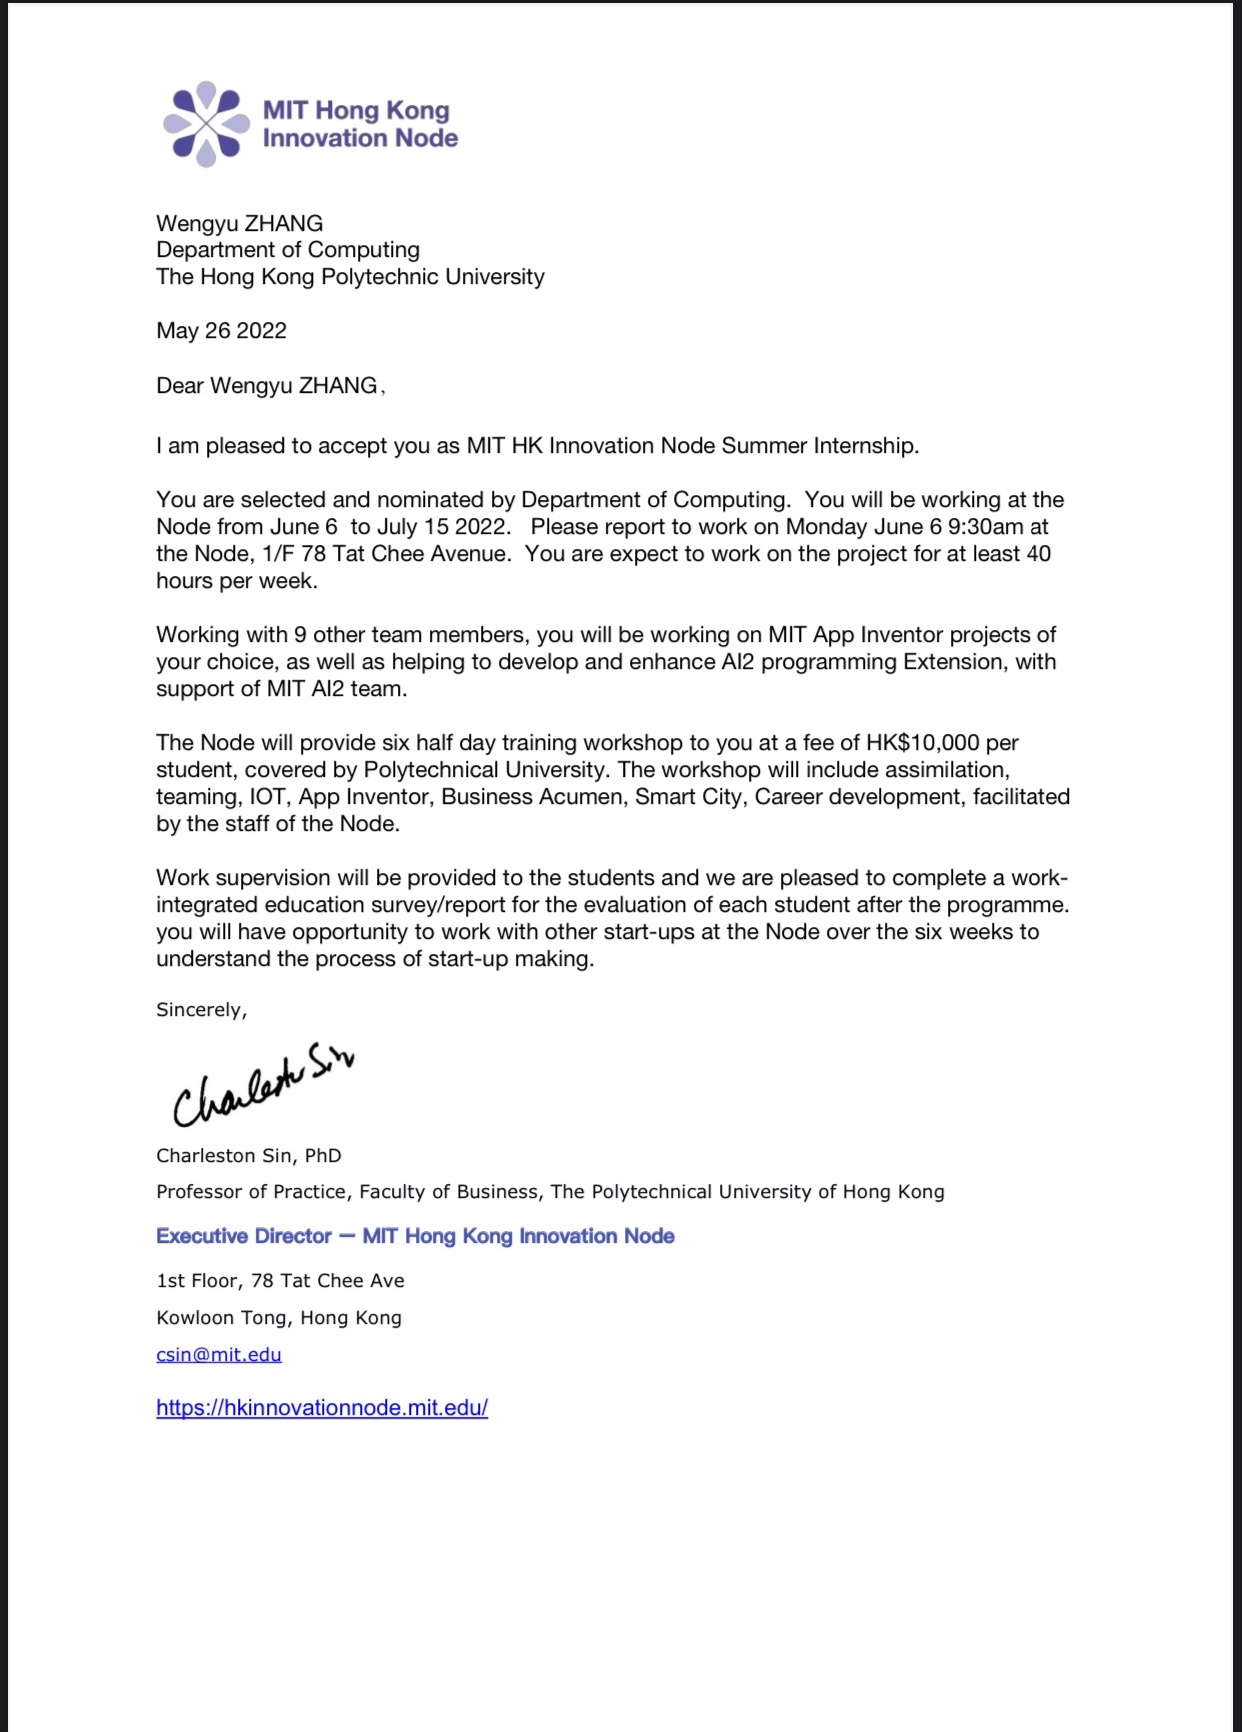 MIT Hong Kong
Innovation Node
Wengyu ZHANG
Department of Computing
The Hong Kong Polytechnic University
May 26 2022
Dear Wengyu ZHANG,
I am pleased to accept you as MIT HK Innovation Node Summer Internship.
You are selected and nominated by Department of Computing.  You will be working at the
Node from June 6  to July 15 2022.   Please report to work on Monday June 6 9:30am at
the Node, 1/F 78 Tat Chee Avenue.  You are expect to work on the project for at least 40
hours per week.
Working with 9 other team members, you will be working on MIT App Inventor projects of
your choice, as well as helping to develop and enhance AI2 programming Extension, with
support of MIT AI2 team.
The Node will provide six half day training workshop to you at a fee of HK$10,000 per
student, covered by Polytechnical University. The workshop will include assimilation,
teaming, IOT, App Inventor, Business Acumen, Smart City, Career development, facilitated
by the staff of the Node.
Work supervision will be provided to the students and we are pleased to complete a work-
integrated education survey/report for the evaluation of each student after the programme.
you will have opportunity to work with other start-ups at the Node over the six weeks to
understand the process of start-up making.
Sincerely,
Charleston Sin
Charleston Sin, PhD
Professor of Practice, Faculty of Business, The Polytechnical University of Hong Kong
Executive Director — MIT Hong Kong Innovation Node
1st Floor, 78 Tat Chee Ave
Kowloon Tong, Hong Kong
csin@mit.edu
https://hkinnovationnode.mit.edu/